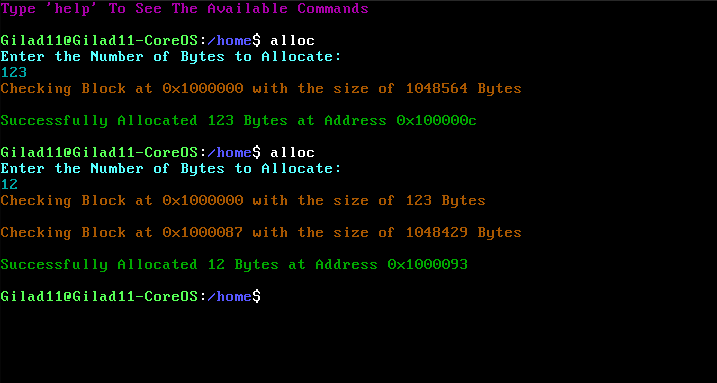 Type 'help' To See The Available Commands
Gilad11@Gilad11-CoreOS:/home$ alloc
Enter the Number of Bytes to Allocate:
123
Checking Block at 0x1000000 with the size of 1048564 Bytes
Successfully Allocated 123 Bytes at Address 0x100000c
Gilad11@Gilad11-CoreOS:/home$ alloc
Enter the Number of Bytes to Allocate:
12
Checking Block at 0x1000000 with the size of 123 Bytes
Checking Block at 0x1000087 with the size of 1048429 Bytes
Successfully Allocated 12 Bytes at Address 0x1000093
Gilad11@Gilad11-CoreOS:/home$